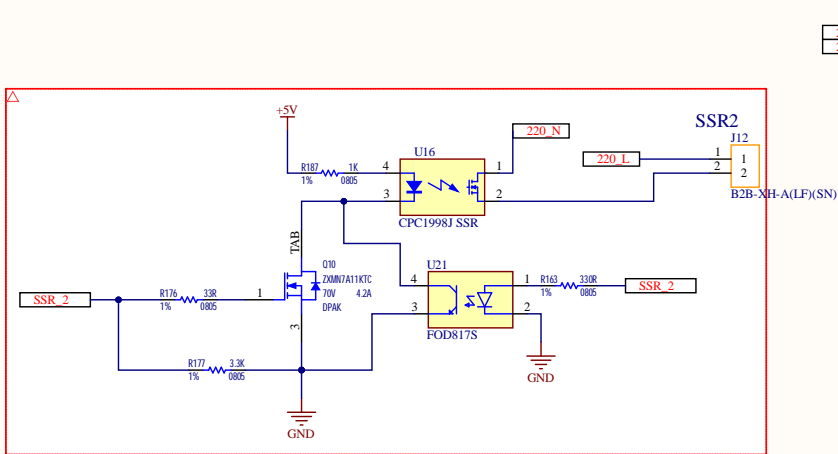 +5V
SSR2
J12
220_N
220_L
U16
R187
1K
1%
0805
4
3
1
2
1
2
1
2
B2B-XH-A(LF)(SN)
CPC1998J SSR
TAB
Q10
ZXMN7A11KTC
70V
4.2A
DPAK
U21
4
3
1
2
R163
330R
1%
0805
SSR_2
FOD817S
SSR_2
R176
33R
1%
0805
1
3
R177
3.3K
1%
0805
GND
GND